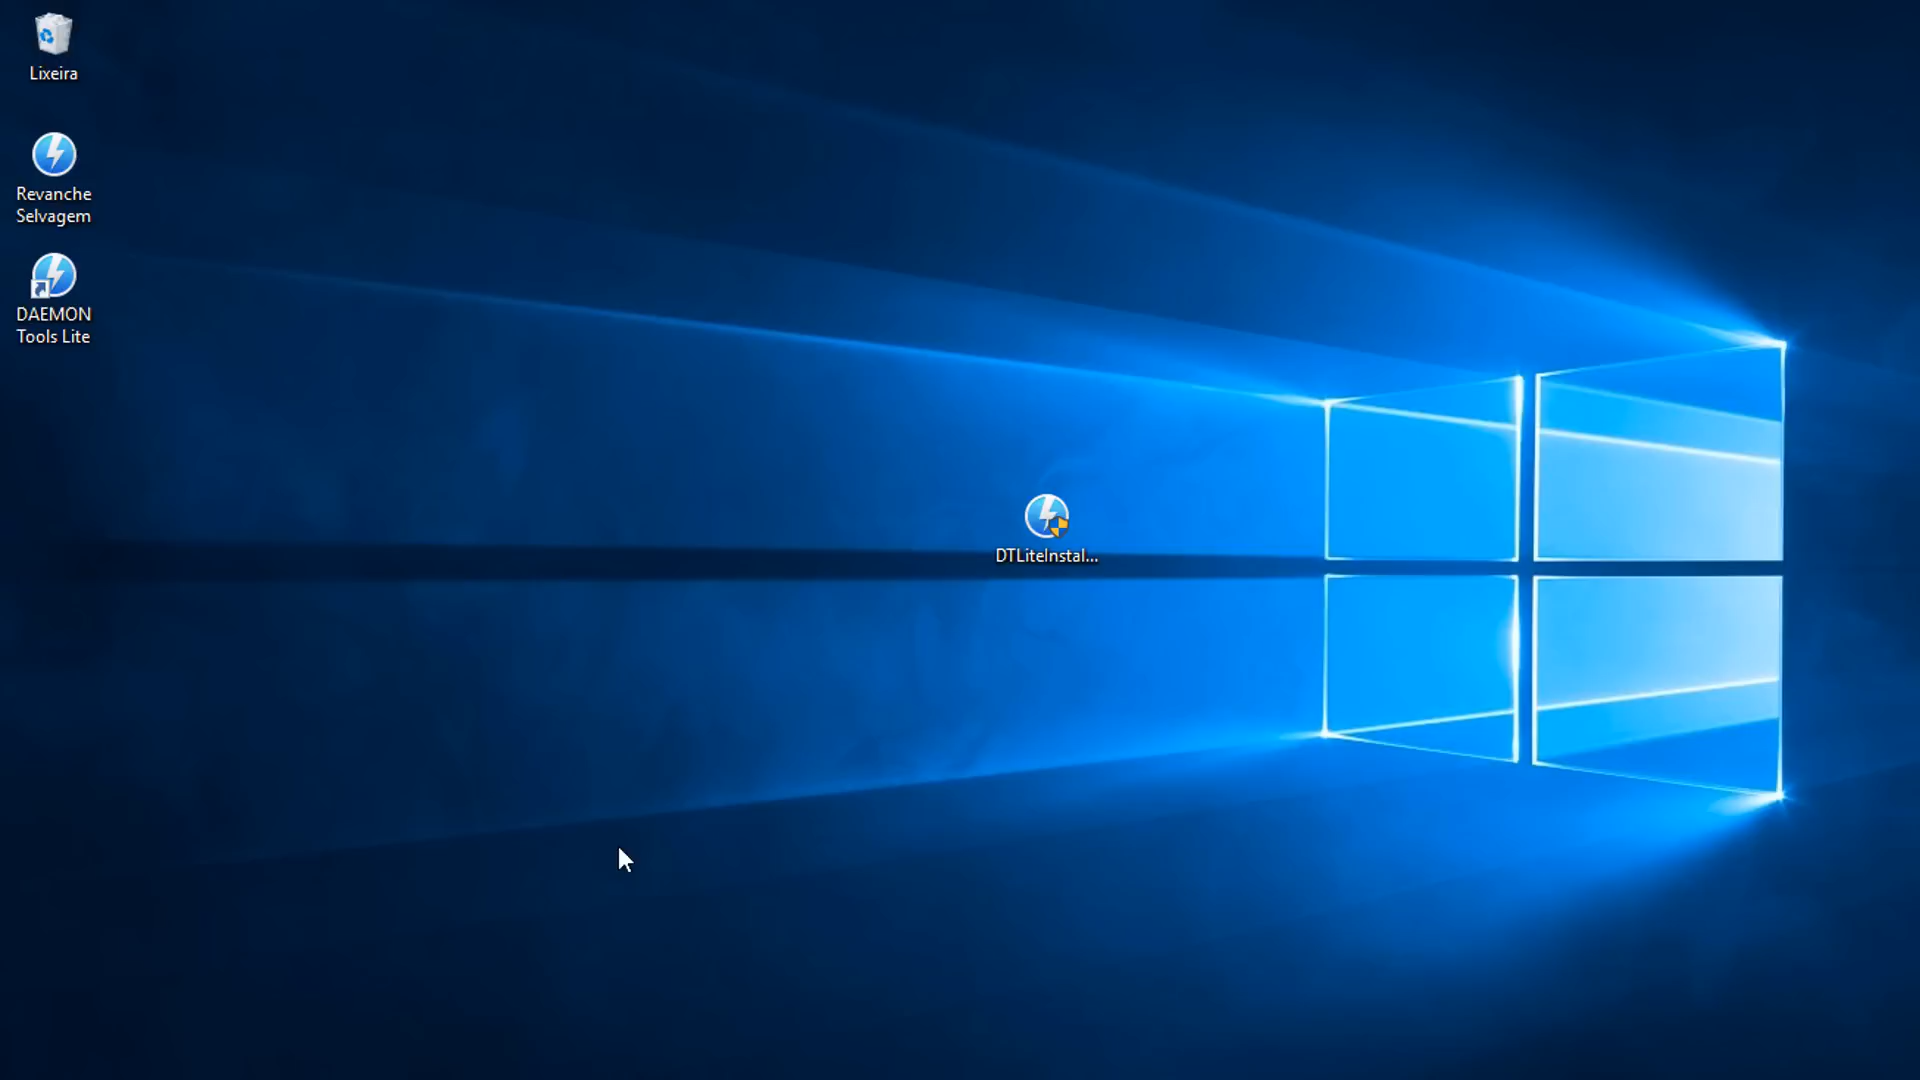 Lixeira
Revanche
Selvagem
DAEMON
Tools Lite
DTLiteInstal...